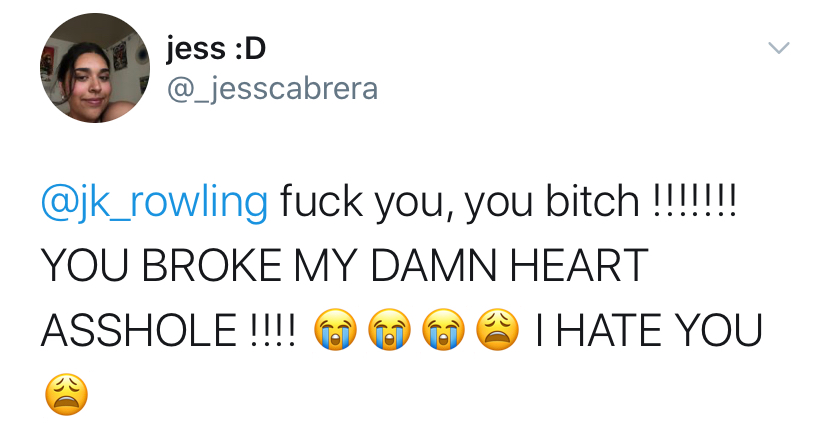 jess :D
@_jesscabrera
@jk_rowling fuck you, you bitch !!!!!!!
YOU BROKE MY DAMN HEART
ASSHOLE !!!! 😭😭😭😩 I HATE YOU
😩